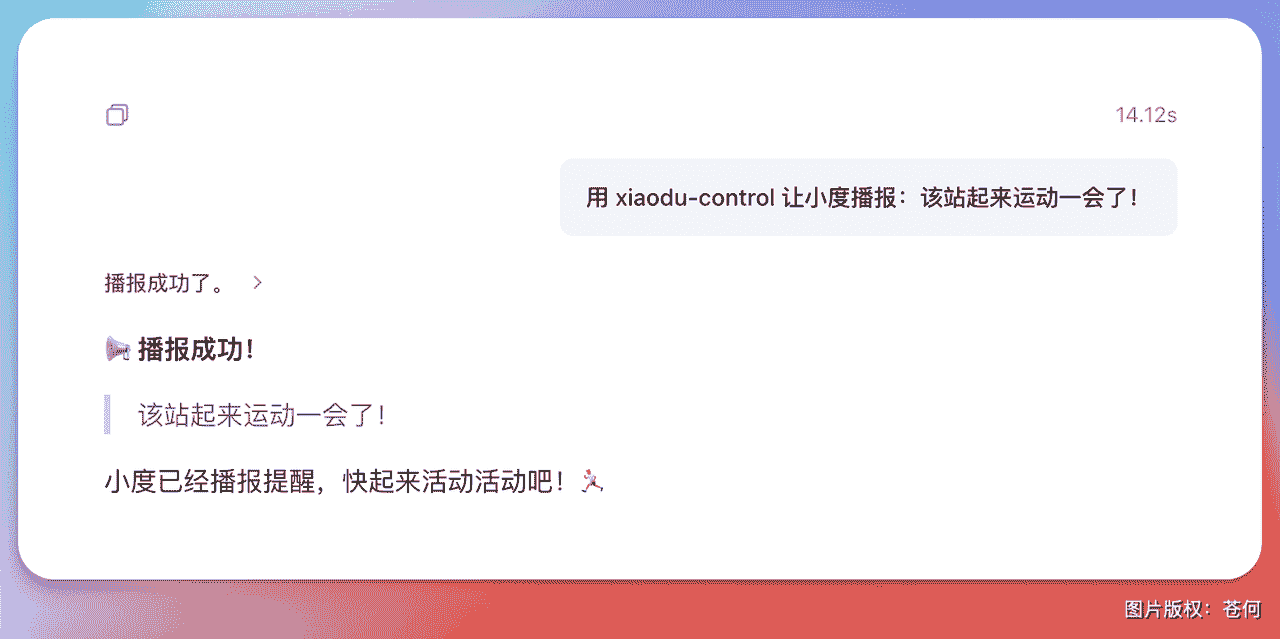 14.12s
用 xiaodu-control 让小度播报：该站起来运动一会了！
播报成功了。
播报成功！
该站起来运动一会了！
小度已经播报提醒，快起来活动活动吧！
图片版权：苍何